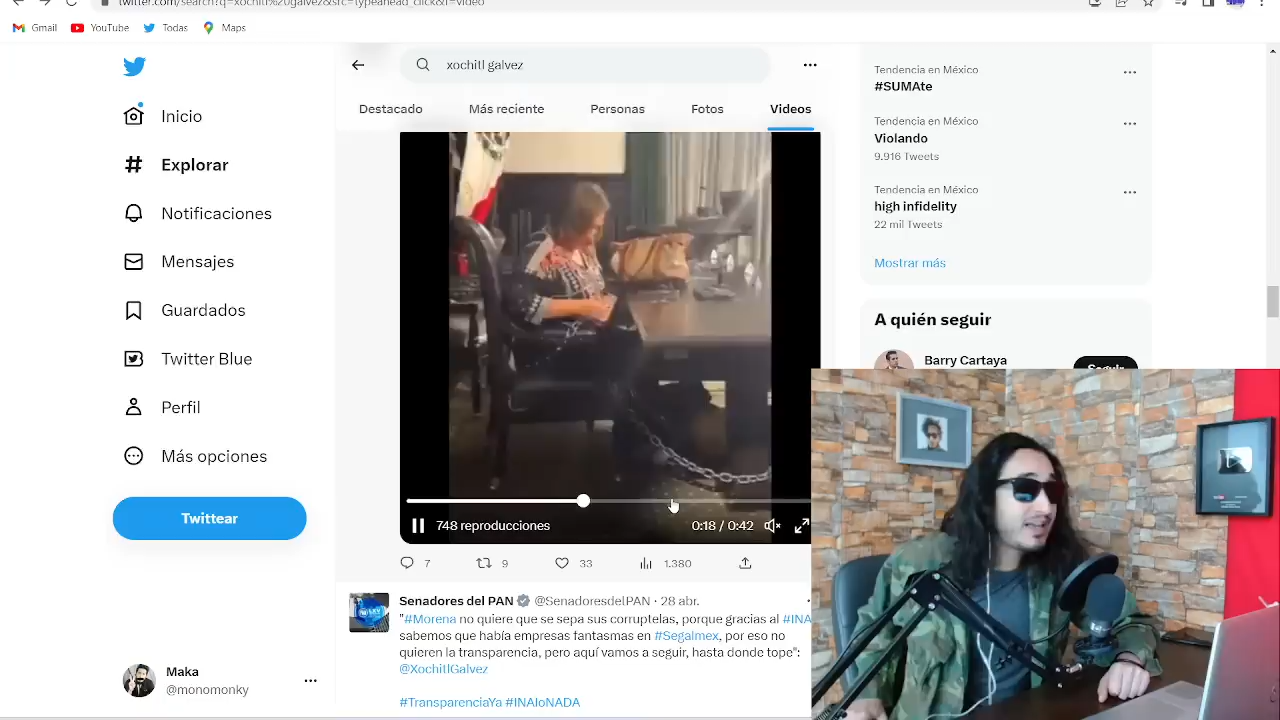 twitter.com/search?q=xochitl%20galvez&src=typeahead_click&f=video
Gmail
YouTube
Todas
Maps
xochitl galvez
Destacado
Más reciente
Personas
Fotos
Videos
Inicio
Explorar
Notificaciones
Mensajes
Guardados
Twitter Blue
Perfil
Más opciones
Twittear
Maka
@monomonky
748 reproducciones
0:18 / 0:42
7
9
33
1.380
Senadores del PAN @SenadoresdelPAN · 28 abr.
"#Morena no quiere que se sepa sus corruptelas, porque gracias al #INA
sabemos que había empresas fantasmas en #Segalmex, por eso no
quieren la transparencia, pero aquí vamos a seguir, hasta donde tope":
@XochitlGalvez
#TransparenciaYa #INAIoNADA
Tendencia en México
#SUMAte
Tendencia en México
Violando
9.916 Tweets
Tendencia en México
high infidelity
22 mil Tweets
Mostrar más
A quién seguir
Barry Cartaya
Seguir